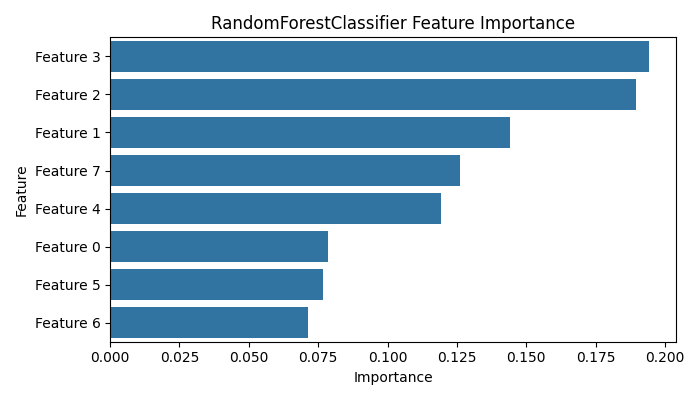 RandomForestClassifier Feature Importance
Feature
Feature 3
Feature 2
Feature 1
Feature 7
Feature 4
Feature 0
Feature 5
Feature 6
0.000 0.025 0.050 0.075 0.100 0.125 0.150 0.175 0.200
Importance